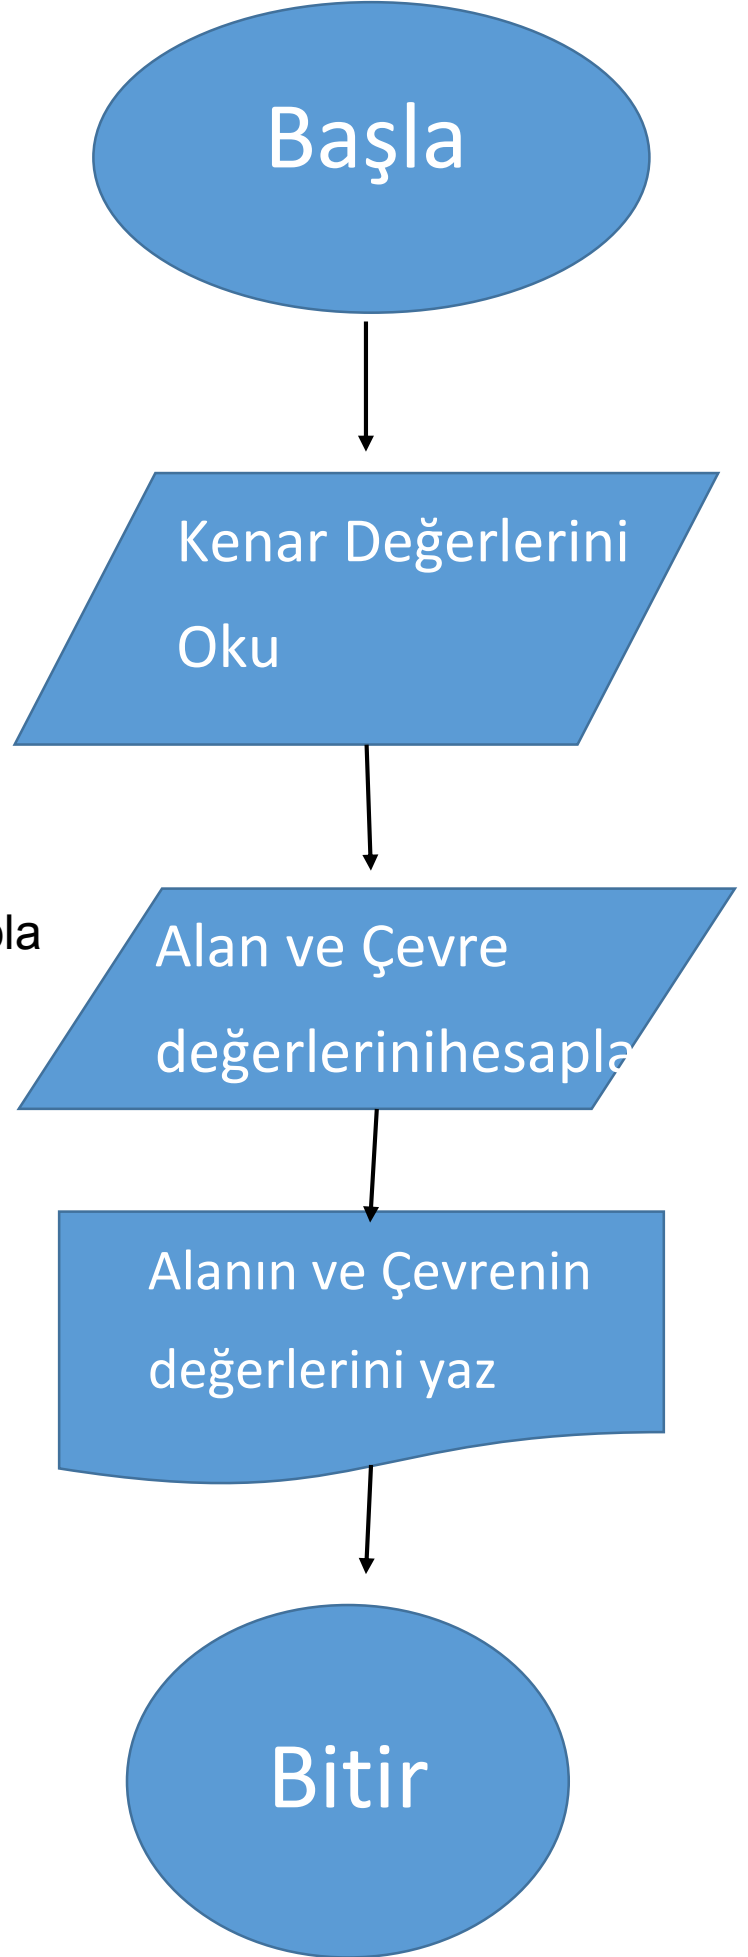 Başla
Kenar Değerlerini
Oku
Alan ve Çevre
değerlerinihesapla
Alanın ve Çevrenin
değerlerini yaz
Bitir